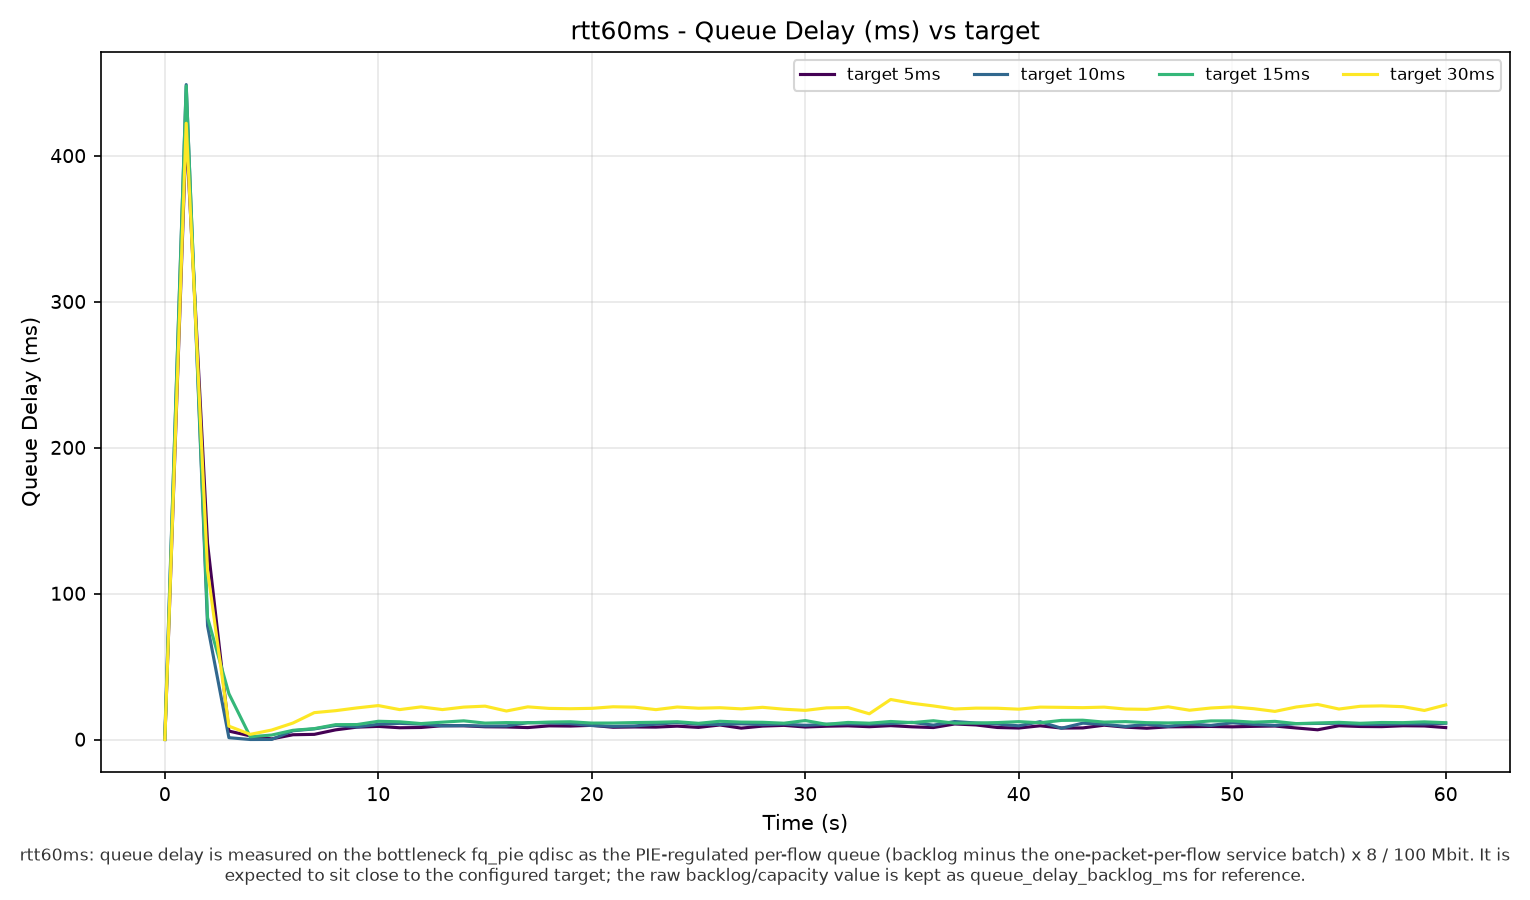 rtt60ms - Queue Delay (ms) vs target
target 5ms
target 10ms
target 15ms
target 30ms
Queue Delay (ms)
400
300
200
100
0
0
10
20
30
40
50
60
Time (s)
rtt60ms: queue delay is measured on the bottleneck fq_pie qdisc as the PIE-regulated per-flow queue (backlog minus the one-packet-per-flow service batch) x 8 / 100 Mbit. It is
expected to sit close to the configured target; the raw backlog/capacity value is kept as queue_delay_backlog_ms for reference.